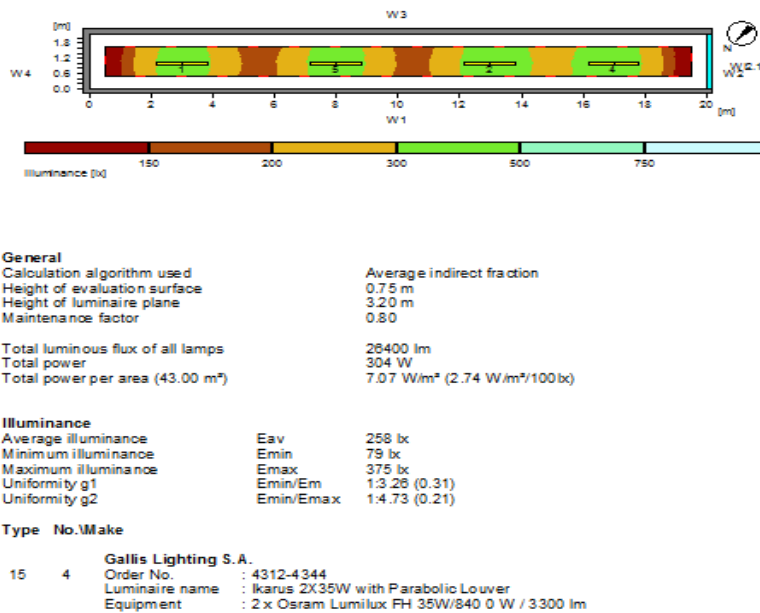 W3
[m]
1.8
1.2
0.6
0.0
W4
1
5
2
4
N
W2
W2.1
0 2 4 6 8 10 12 14 16 18 20
[m]
W1
150 200 300 500 750
Illuminance [lx]
General
Calculation algorithm used Average indirect fraction
Height of evaluation surface 0.75 m
Height of luminaire plane 3.20 m
Maintenance factor 0.80
Total luminous flux of all lamps 26400 lm
Total power 304 W
Total power per area (43.00 m²) 7.07 W/m² (2.74 W/m²/100lx)
Illuminance
Average illuminance Eav 258 lx
Minimum illuminance Emin 79 lx
Maximum illuminance Emax 375 lx
Uniformity g1 Emin/Em 1:3.26 (0.31)
Uniformity g2 Emin/Emax 1:4.73 (0.21)
Type No.\Make
Gallis Lighting S.A.
15 4 Order No. : 4312-4344
Luminaire name : Ikarus 2X35W with Parabolic Louver
Equipment : 2 x Osram Lumilux FH 35W/840 0 W / 3300 lm